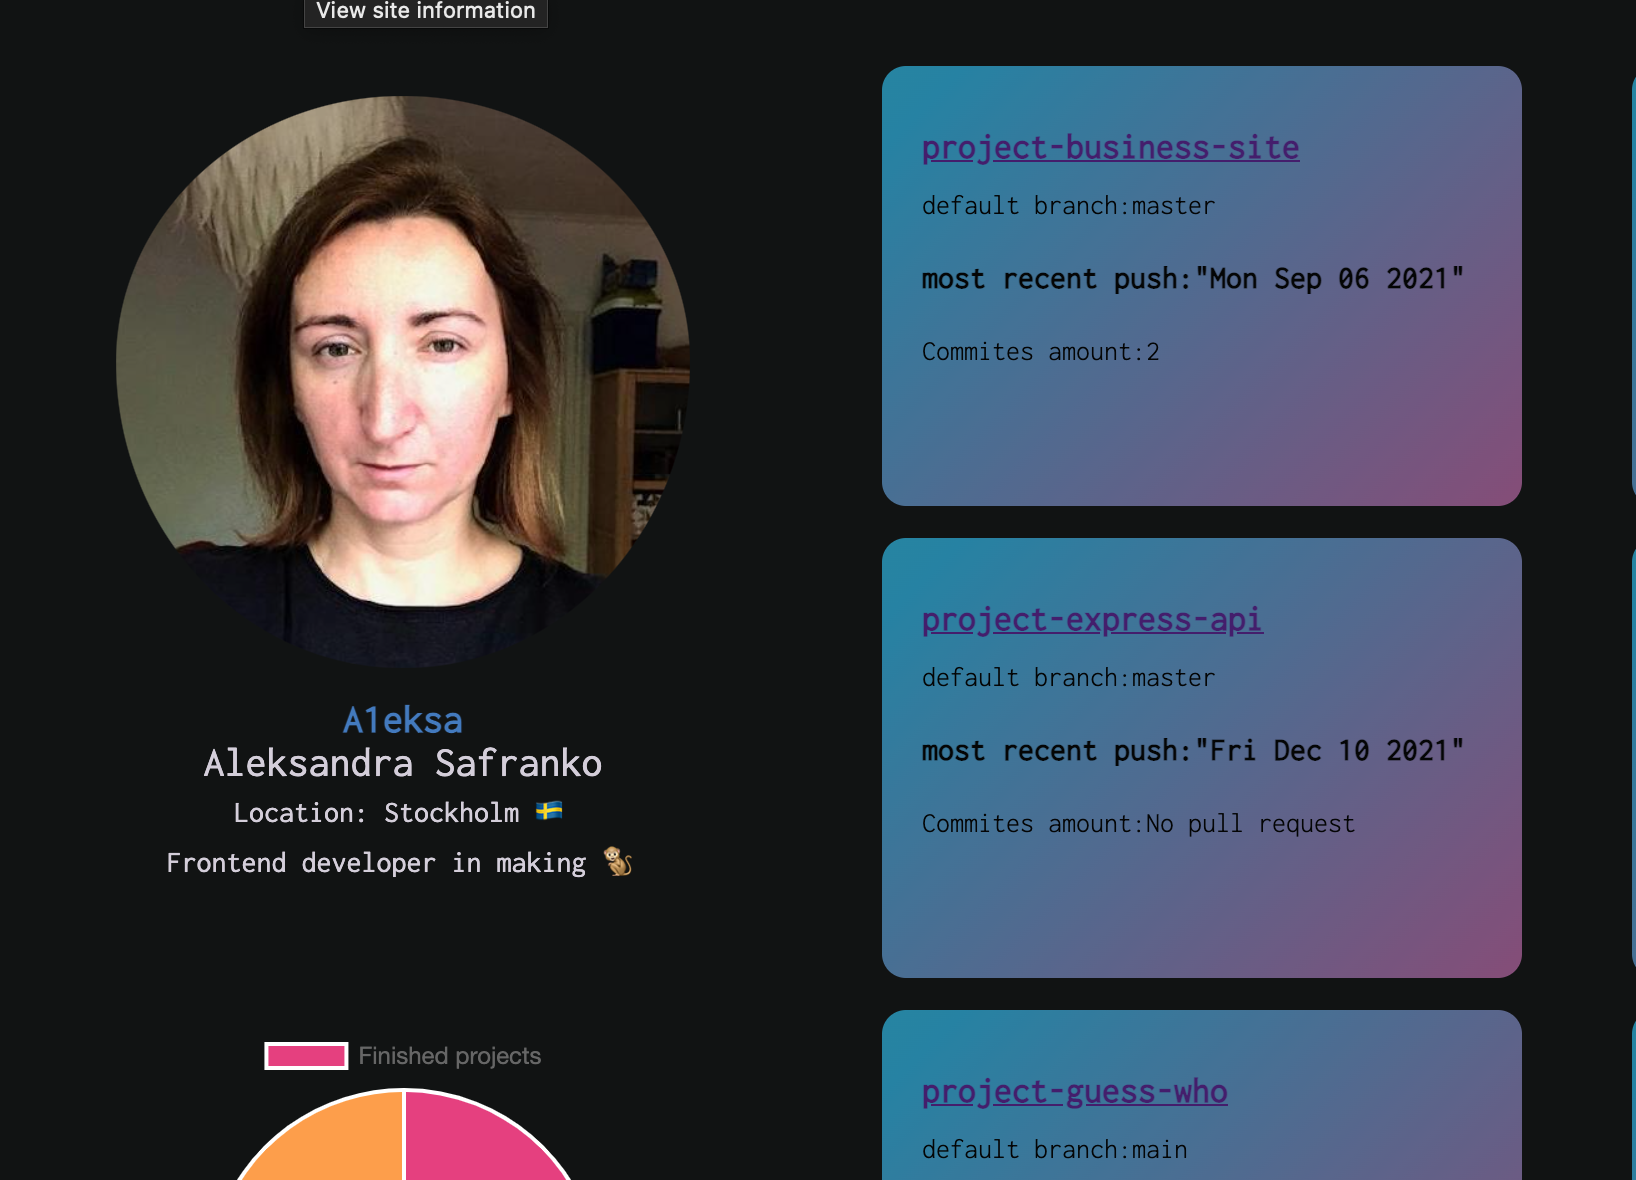 View site information
A1eksa
Aleksandra Safranko
Location: Stockholm 🇸🇪
Frontend developer in making 🐒
Finished projects
project-business-site
default branch:master
most recent push:"Mon Sep 06 2021"
Commites amount:2
project-express-api
default branch:master
most recent push:"Fri Dec 10 2021"
Commites amount:No pull request
project-guess-who
default branch:main